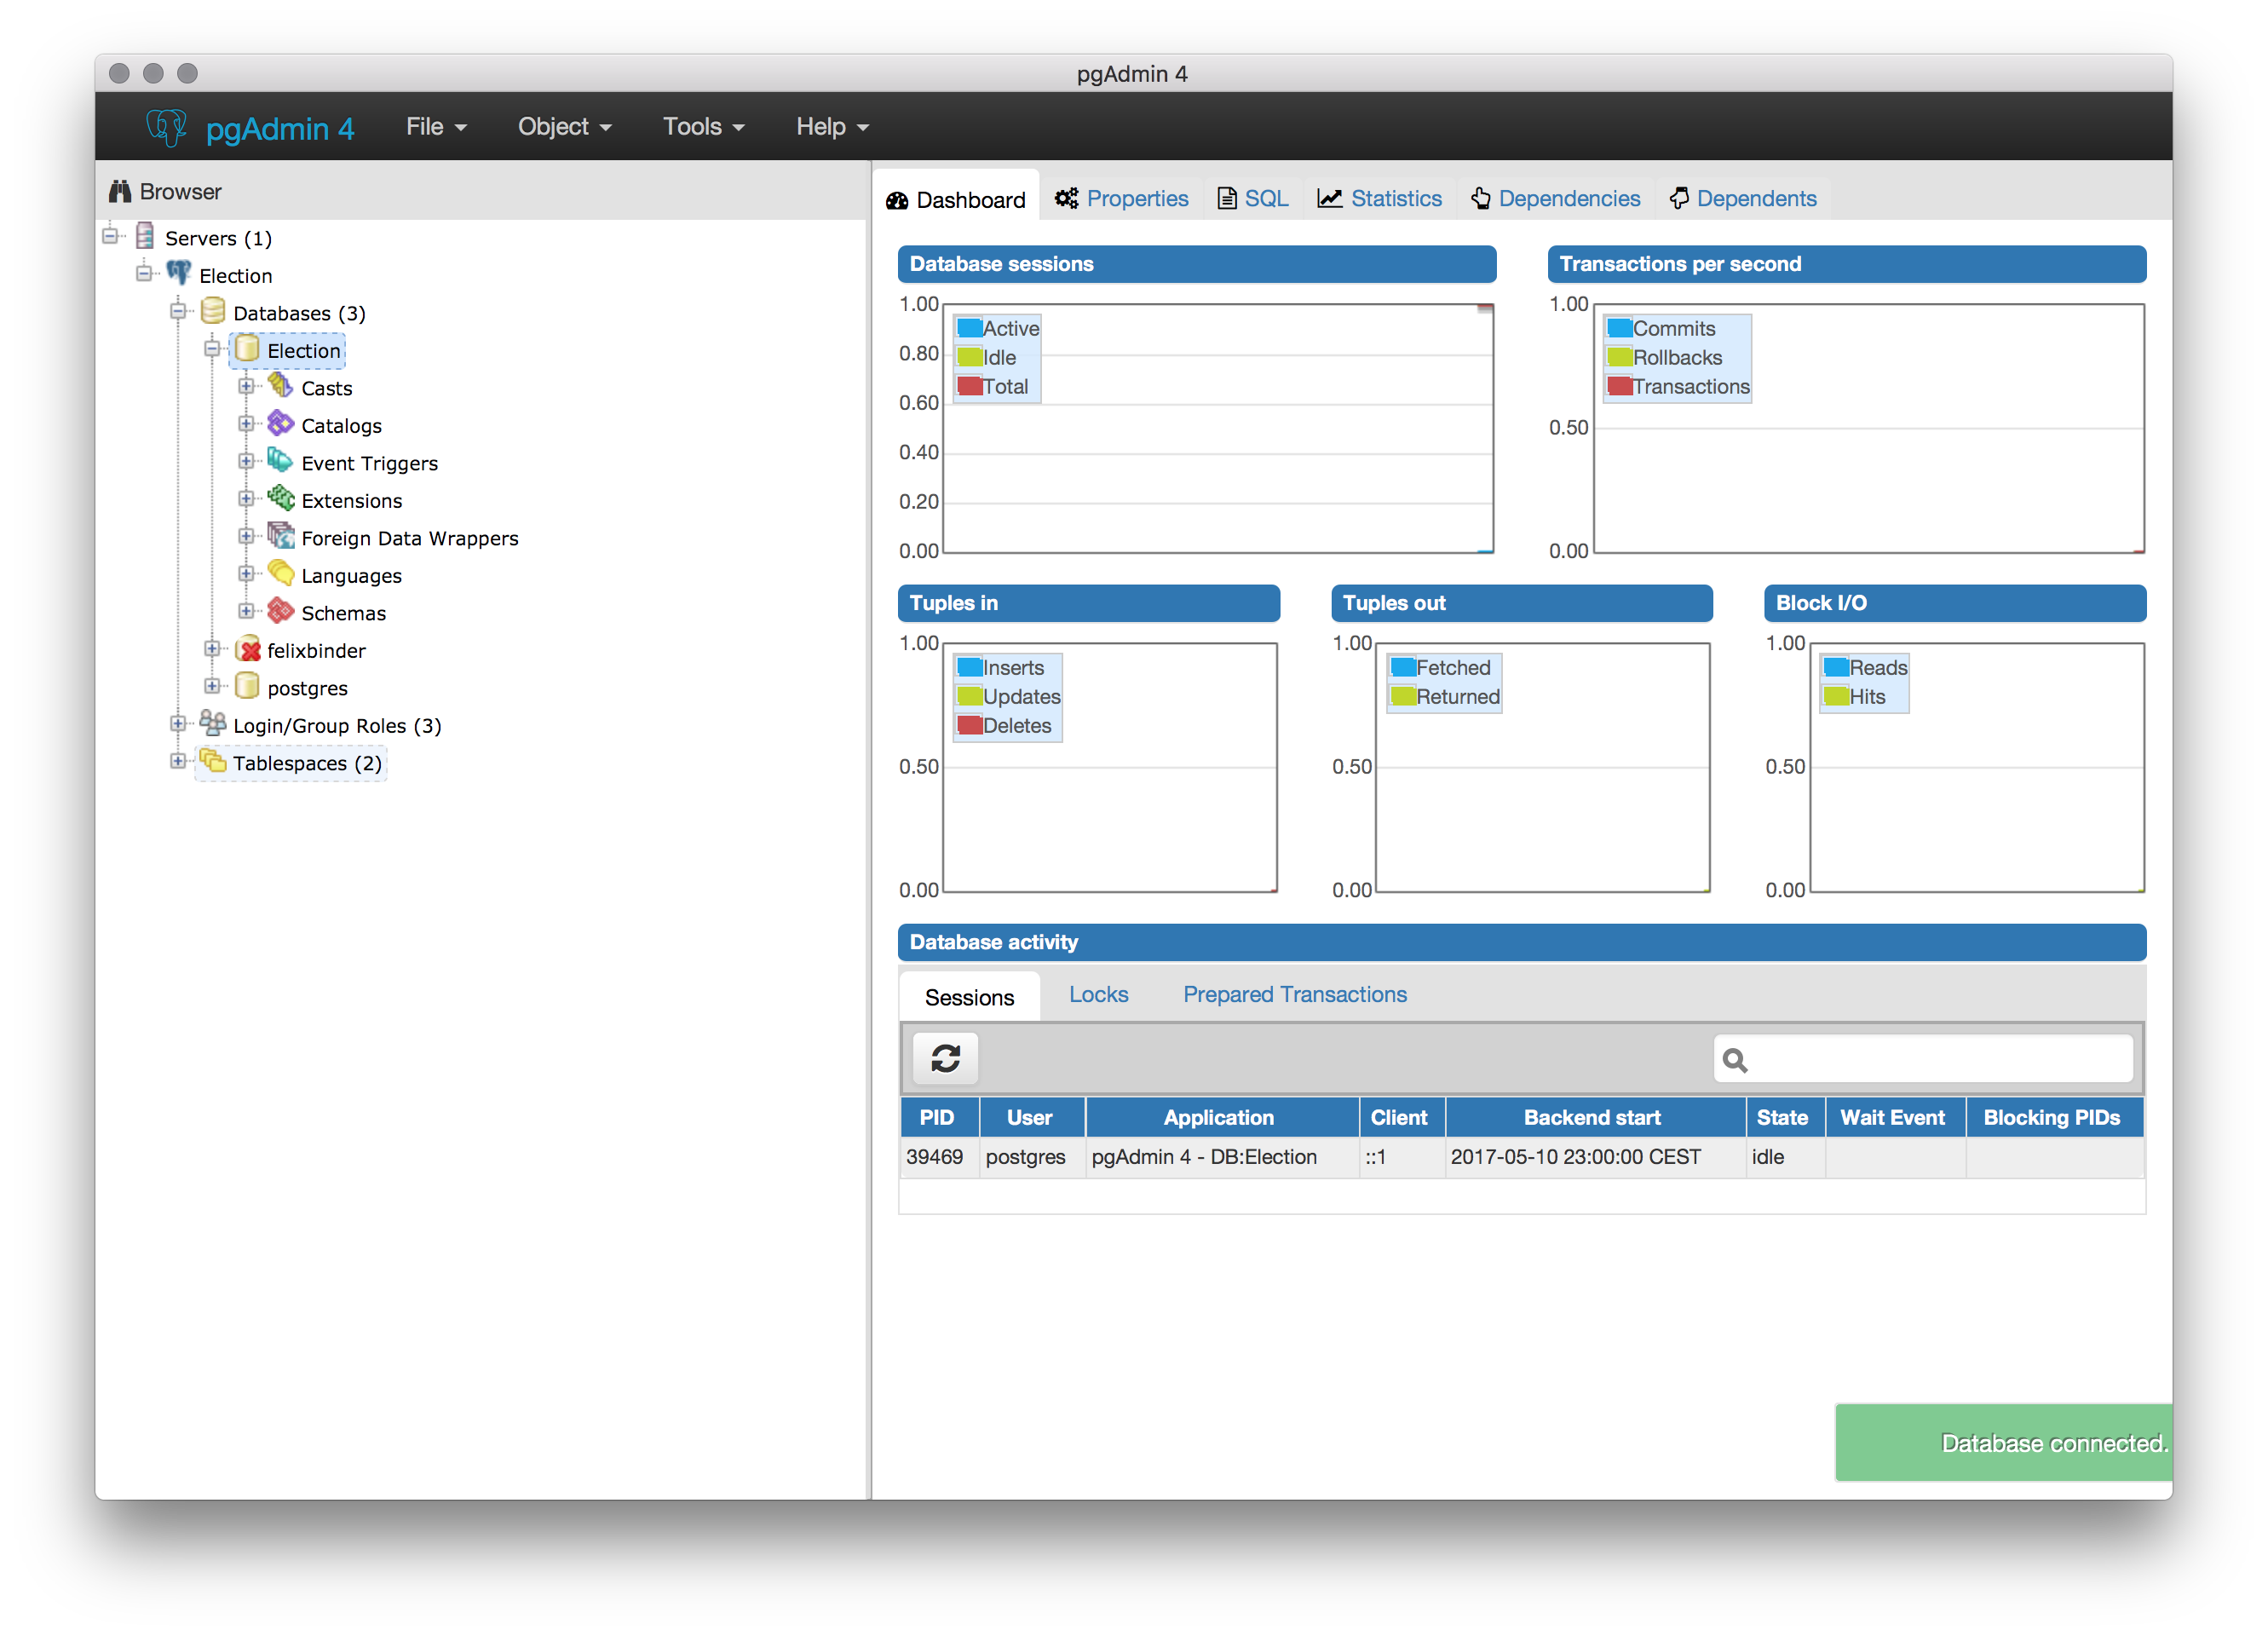 pgAdmin 4
pgAdmin 4 File Object Tools Help
Browser
Servers (1)
Election
Databases (3)
Election
Casts
Catalogs
Event Triggers
Extensions
Foreign Data Wrappers
Languages
Schemas
felixbinder
postgres
Login/Group Roles (3)
Tablespaces (2)
Dashboard Properties SQL Statistics Dependencies Dependents
Database sessions
1.00
0.80
0.60
0.40
0.20
0.00
Active
Idle
Total
Transactions per second
1.00
0.50
0.00
Commits
Rollbacks
Transactions
Tuples in
1.00
0.50
0.00
Inserts
Updates
Deletes
Tuples out
1.00
0.50
0.00
Fetched
Returned
Block I/O
1.00
0.50
0.00
Reads
Hits
Database activity
Sessions Locks Prepared Transactions
PID User Application Client Backend start State Wait Event Blocking PIDs
39469 postgres pgAdmin 4 - DB:Election ::1 2017-05-10 23:00:00 CEST idle
Database connected.